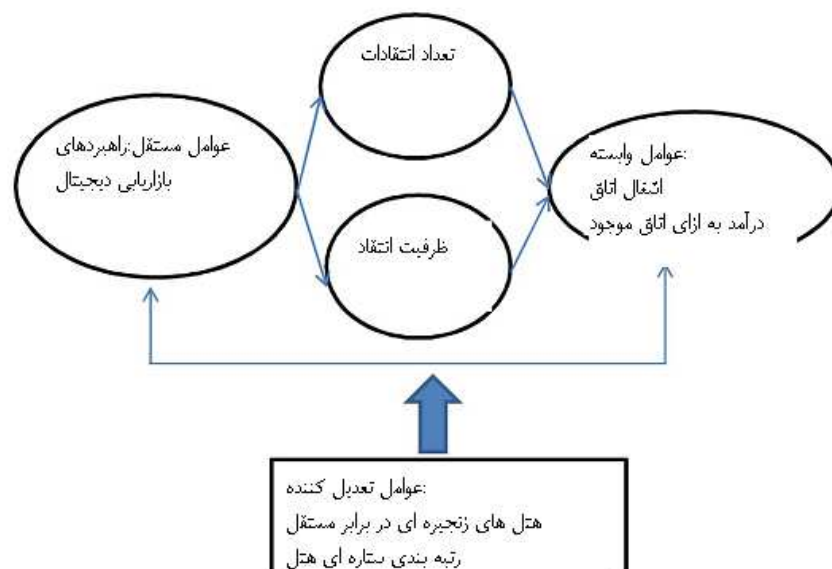 تعداد انتقادات
عوامل مستقل:راهبردهای
بازاریابی دیجیتال
عوامل وابسته:
اشغال اتاق
درآمد به ازای اتاق موجود
ظرفیت انتقاد
عوامل تعدیل کننده:
هتل های زنجیره ای در برابر مستقل
رتبه بندی ستاره ای هتل